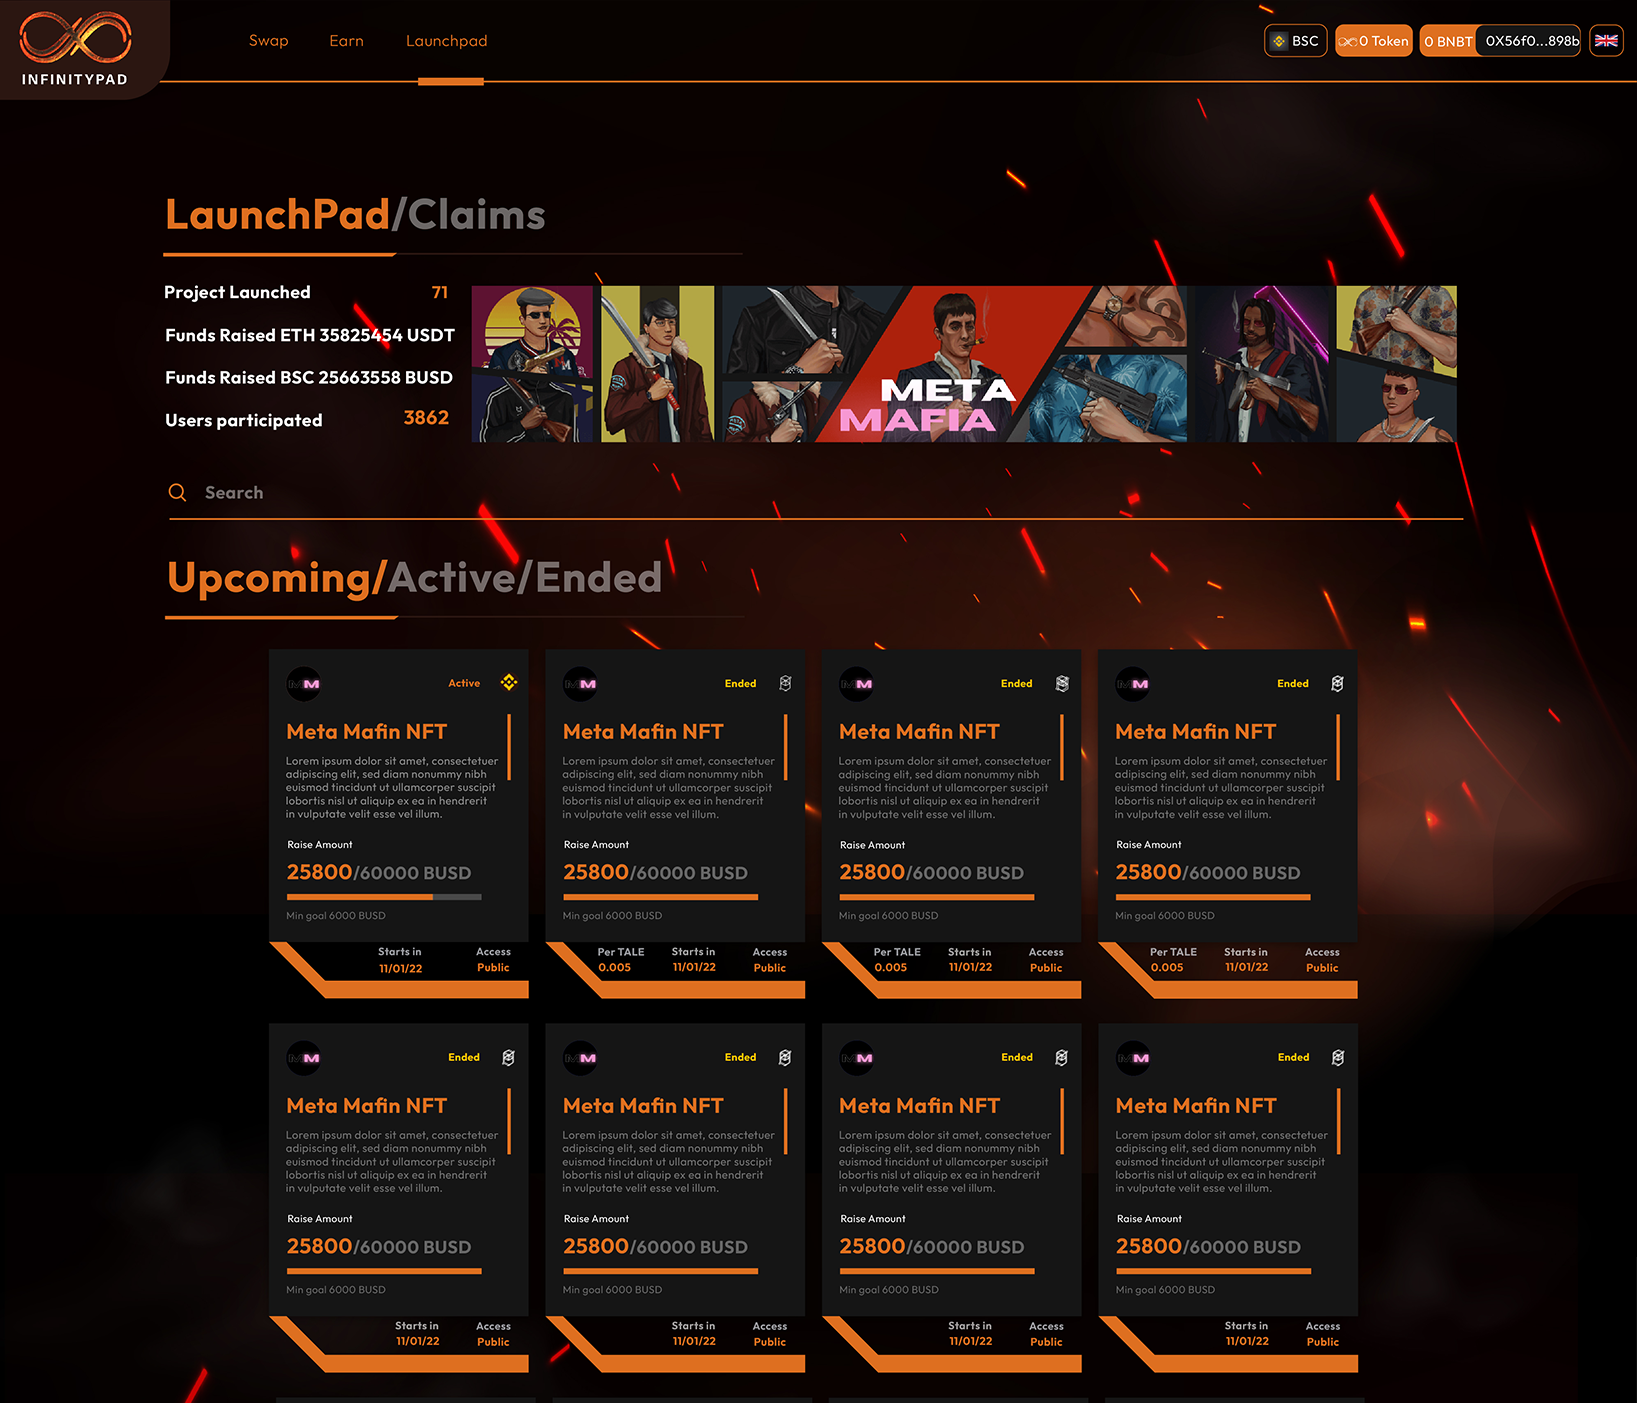 INFINITYPAD
Swap Earn Launchpad
BSC 0 Token 0 BNBT 0X56f0...898b
LaunchPad/Claims
Project Launched 71
Funds Raised ETH 35825454 USDT
Funds Raised BSC 25663558 BUSD
Users participated 3862
META
MAFIA
Search
Upcoming/Active/Ended
MM
Active
Meta Mafin NFT
Lorem ipsum dolor sit amet, consectetuer
adipiscing elit, sed diam nonummy nibh
euismod tincidunt ut ullamcorper suscipit
lobortis nisl ut aliquip ex ea in hendrerit
in vulputate velit esse vel illum.
Raise Amount
25800/60000 BUSD
Min goal 6000 BUSD
Starts in Access
11/01/22 Public
MM
Ended
Meta Mafin NFT
Lorem ipsum dolor sit amet, consectetuer
adipiscing elit, sed diam nonummy nibh
euismod tincidunt ut ullamcorper suscipit
lobortis nisl ut aliquip ex ea in hendrerit
in vulputate velit esse vel illum.
Raise Amount
25800/60000 BUSD
Min goal 6000 BUSD
Per TALE Starts in Access
0.005 11/01/22 Public
MM
Ended
Meta Mafin NFT
Lorem ipsum dolor sit amet, consectetuer
adipiscing elit, sed diam nonummy nibh
euismod tincidunt ut ullamcorper suscipit
lobortis nisl ut aliquip ex ea in hendrerit
in vulputate velit esse vel illum.
Raise Amount
25800/60000 BUSD
Min goal 6000 BUSD
Per TALE Starts in Access
0.005 11/01/22 Public
MM
Ended
Meta Mafin NFT
Lorem ipsum dolor sit amet, consectetuer
adipiscing elit, sed diam nonummy nibh
euismod tincidunt ut ullamcorper suscipit
lobortis nisl ut aliquip ex ea in hendrerit
in vulputate velit esse vel illum.
Raise Amount
25800/60000 BUSD
Min goal 6000 BUSD
Per TALE Starts in Access
0.005 11/01/22 Public
MM
Ended
Meta Mafin NFT
Lorem ipsum dolor sit amet, consectetuer
adipiscing elit, sed diam nonummy nibh
euismod tincidunt ut ullamcorper suscipit
lobortis nisl ut aliquip ex ea in hendrerit
in vulputate velit esse vel illum.
Raise Amount
25800/60000 BUSD
Min goal 6000 BUSD
Starts in Access
11/01/22 Public
MM
Ended
Meta Mafin NFT
Lorem ipsum dolor sit amet, consectetuer
adipiscing elit, sed diam nonummy nibh
euismod tincidunt ut ullamcorper suscipit
lobortis nisl ut aliquip ex ea in hendrerit
in vulputate velit esse vel illum.
Raise Amount
25800/60000 BUSD
Min goal 6000 BUSD
Starts in Access
11/01/22 Public
MM
Ended
Meta Mafin NFT
Lorem ipsum dolor sit amet, consectetuer
adipiscing elit, sed diam nonummy nibh
euismod tincidunt ut ullamcorper suscipit
lobortis nisl ut aliquip ex ea in hendrerit
in vulputate velit esse vel illum.
Raise Amount
25800/60000 BUSD
Min goal 6000 BUSD
Starts in Access
11/01/22 Public
MM
Ended
Meta Mafin NFT
Lorem ipsum dolor sit amet, consectetuer
adipiscing elit, sed diam nonummy nibh
euismod tincidunt ut ullamcorper suscipit
lobortis nisl ut aliquip ex ea in hendrerit
in vulputate velit esse vel illum.
Raise Amount
25800/60000 BUSD
Min goal 6000 BUSD
Starts in Access
11/01/22 Public